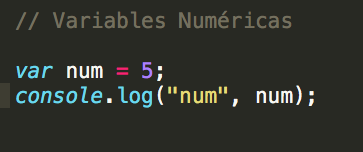 // Variables Numéricas
var num = 5;
console.log("num", num);